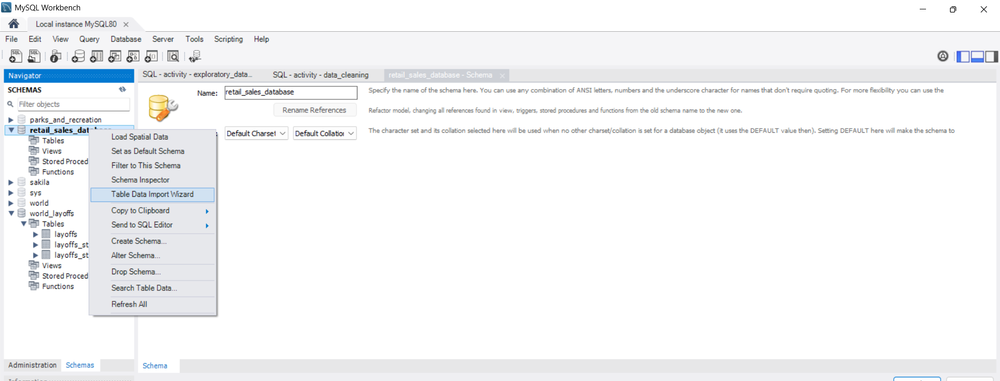 MySQL Workbench
Local instance MySQL80
File Edit View Query Database Server Tools Scripting Help
SQL SQL
Navigator
SCHEMAS
Filter objects
parks_and_recreation
retail_sales_database
Tables
Views
Stored Proced
Functions
sakila
sys
world
world_layoffs
Tables
layoffs
layoffs_st
layoffs_st
Views
Stored Proced
Functions
Administration Schemas
Load Spatial Data
Set as Default Schema
Filter to This Schema
Schema Inspector
Table Data Import Wizard
Copy to Clipboard
Send to SQL Editor
Create Schema...
Alter Schema...
Drop Schema...
Search Table Data...
Refresh All
SQL - activity - exploratory_data... SQL - activity - data_cleaning retail_sales_database - Schema
Name: retail_sales_database Specify the name of the schema here. You can use any combination of ANSI letters, numbers and the underscore character for names that don't require quoting. For more flexibility you can use the
Rename References Refactor model, changing all references found in view, triggers, stored procedures and functions from the old schema name to the new one.
: Default Charset Default Collation The character set and its collation selected here will be used when no other charset/collation is set for a database object (it uses the DEFAULT value then). Setting DEFAULT here will make the schema to
Schema